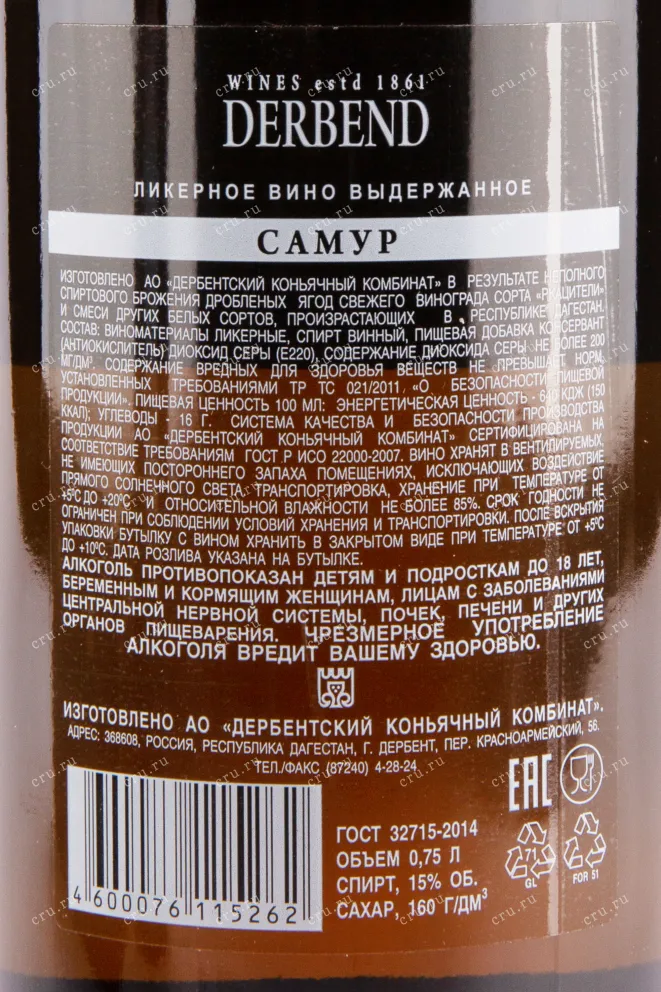 WINES estd 1861
DERBEND
ЛИКЕРНОЕ ВИНО ВЫДЕРЖАННОЕ
САМУР
ИЗГОТОВЛЕНО АО «ДЕРБЕНТСКИЙ КОНЬЯЧНЫЙ КОМБИНАТ» В РЕЗУЛЬТАТЕ НЕПОЛНОГО
СПИРТОВОГО БРОЖЕНИЯ ДРОБЛЕНЫХ ЯГОД СВЕЖЕГО ВИНОГРАДА СОРТА «РКАЦИТЕЛИ»
И СМЕСИ ДРУГИХ БЕЛЫХ СОРТОВ, ПРОИЗРАСТАЮЩИХ В РЕСПУБЛИКЕ ДАГЕСТАН.
СОСТАВ: ВИНОМАТЕРИАЛЫ ЛИКЕРНЫЕ, СПИРТ ВИННЫЙ, ПИЩЕВАЯ ДОБАВКА КОНСЕРВАНТ
(АНТИОКИСЛИТЕЛЬ) ДИОКСИД СЕРЫ (Е220). СОДЕРЖАНИЕ ДИОКСИДА СЕРЫ НЕ БОЛЕЕ 200
МГ/ДМ³. СОДЕРЖАНИЕ ВРЕДНЫХ ДЛЯ ЗДОРОВЬЯ ВЕЩЕСТВ НЕ ПРЕВЫШАЕТ НОРМ,
УСТАНОВЛЕННЫХ ТРЕБОВАНИЯМИ ТР ТС 021/2011 «О БЕЗОПАСНОСТИ ПИЩЕВОЙ
ПРОДУКЦИИ». ПИЩЕВАЯ ЦЕННОСТЬ 100 МЛ: ЭНЕРГЕТИЧЕСКАЯ ЦЕННОСТЬ - 640 КДЖ (150
ККАЛ); УГЛЕВОДЫ - 16 Г. СИСТЕМА КАЧЕСТВА И БЕЗОПАСНОСТИ ПРОИЗВОДСТВА
ПРОДУКЦИИ АО «ДЕРБЕНТСКИЙ КОНЬЯЧНЫЙ КОМБИНАТ» СЕРТИФИЦИРОВАНА НА
СООТВЕТСТВИЕ ТРЕБОВАНИЯМ ГОСТ Р ИСО 22000-2007. ВИНО ХРАНЯТ В ВЕНТИЛИРУЕМЫХ,
НЕ ИМЕЮЩИХ ПОСТОРОННЕГО ЗАПАХА ПОМЕЩЕНИЯХ, ИСКЛЮЧАЮЩИХ ВОЗДЕЙСТВИЕ
ПРЯМОГО СОЛНЕЧНОГО СВЕТА. ТРАНСПОРТИРОВКА, ХРАНЕНИЕ ПРИ ТЕМПЕРАТУРЕ ОТ
+5ºС ДО +20ºС И ОТНОСИТЕЛЬНОЙ ВЛАЖНОСТИ НЕ БОЛЕЕ 85%. СРОК ГОДНОСТИ НЕ
ОГРАНИЧЕН ПРИ СОБЛЮДЕНИИ УСЛОВИЙ ХРАНЕНИЯ И ТРАНСПОРТИРОВКИ. ПОСЛЕ ВСКРЫТИЯ
УПАКОВКИ БУТЫЛКУ С ВИНОМ ХРАНИТЬ В ЗАКРЫТОМ ВИДЕ ПРИ ТЕМПЕРАТУРЕ ОТ +5ºС
ДО +10ºС. ДАТА РОЗЛИВА УКАЗАНА НА БУТЫЛКЕ.
АЛКОГОЛЬ ПРОТИВОПОКАЗАН ДЕТЯМ И ПОДРОСТКАМ ДО 18 ЛЕТ,
БЕРЕМЕННЫМ И КОРМЯЩИМ ЖЕНЩИНАМ, ЛИЦАМ С ЗАБОЛЕВАНИЯМИ
ЦЕНТРАЛЬНОЙ НЕРВНОЙ СИСТЕМЫ, ПОЧЕК, ПЕЧЕНИ И ДРУГИХ
ОРГАНОВ ПИЩЕВАРЕНИЯ. ЧРЕЗМЕРНОЕ УПОТРЕБЛЕНИЕ
АЛКОГОЛЯ ВРЕДИТ ВАШЕМУ ЗДОРОВЬЮ.
ИЗГОТОВЛЕНО АО «ДЕРБЕНТСКИЙ КОНЬЯЧНЫЙ КОМБИНАТ».
АДРЕС: 368608, РОССИЯ, РЕСПУБЛИКА ДАГЕСТАН, Г. ДЕРБЕНТ, ПЕР. КРАСНОАРМЕЙСКИЙ, 56.
ТЕЛ./ФАКС (87240) 4-28-24
EAC
ГОСТ 32715-2014
ОБЪЕМ 0,75 Л
СПИРТ, 15% ОБ.
САХАР, 160 Г/ДМ³
71
GL
FOR 51
4 600076 115262
cru.ru